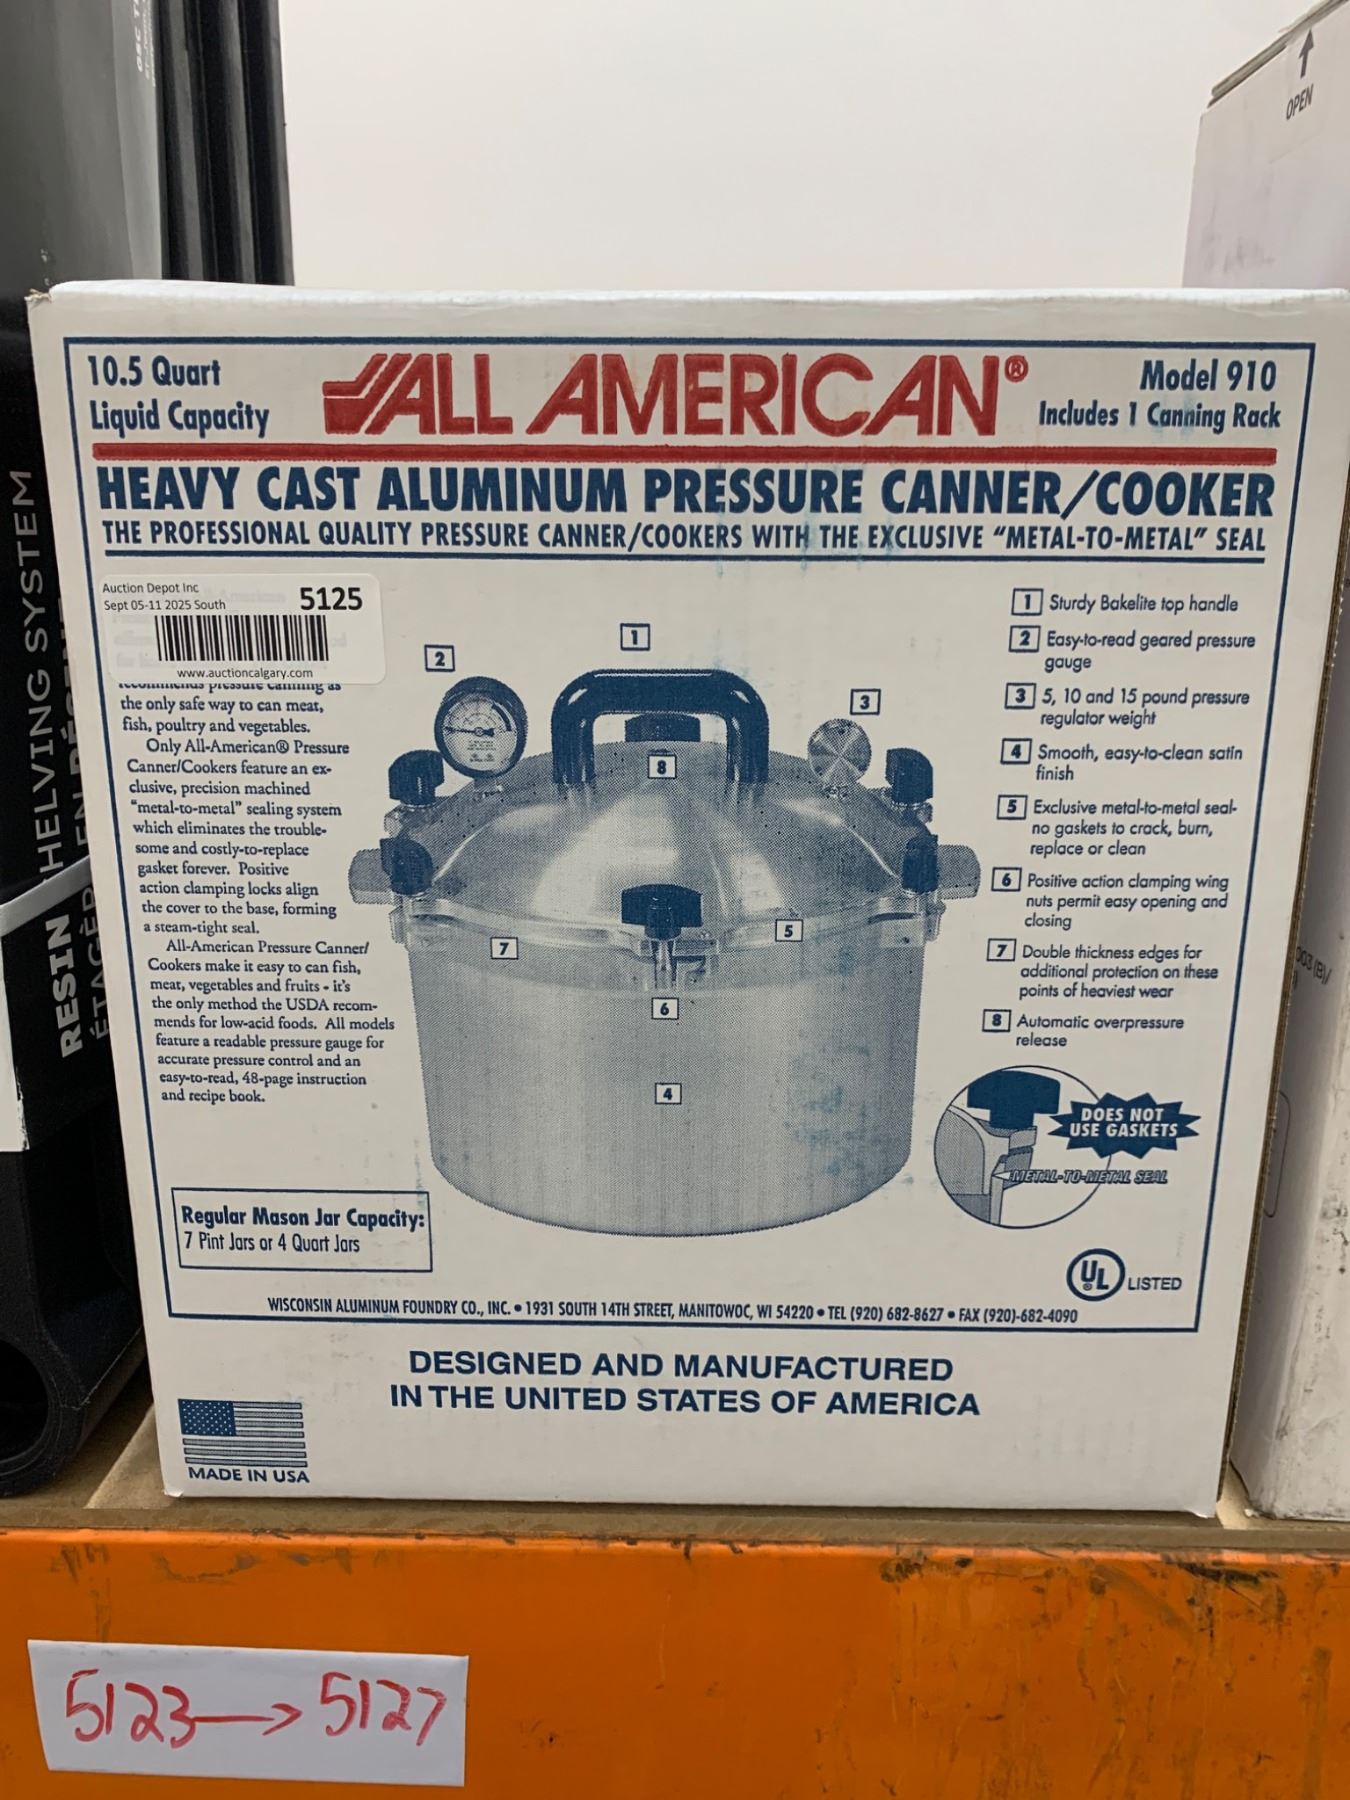 OPEN
10.5 Quart
Liquid Capacity
ALL AMERICAN®
Model 910
Includes 1 Canning Rack
HEAVY CAST ALUMINUM PRESSURE CANNER/COOKER
THE PROFESSIONAL QUALITY PRESSURE CANNER/COOKERS WITH THE EXCLUSIVE "METAL-TO-METAL" SEAL
Auction Depot Inc
Sept 05-11 2025 South
5125
www.auctioncalgary.com
recommends pressure canning as
the only safe way to can meat,
fish, poultry and vegetables.
Only All-American® Pressure
Canner/Cookers feature an ex-
clusive, precision machined
"metal-to-metal" sealing system
which eliminates the trouble-
some and costly-to-replace
gasket forever. Positive
action clamping locks align
the cover to the base, forming
a steam-tight seal.
All-American Pressure Canner/
Cookers make it easy to can fish,
meat, vegetables and fruits - it's
the only method the USDA recom-
mends for low-acid foods. All models
feature a readable pressure gauge for
accurate pressure control and an
easy-to-read, 48-page instruction
and recipe book.
Regular Mason Jar Capacity:
7 Pint Jars or 4 Quart Jars
1
2
3
8
5
7
6
4
1 Sturdy Bakelite top handle
2 Easy-to-read geared pressure
gauge
3 5, 10 and 15 pound pressure
regulator weight
4 Smooth, easy-to-clean satin
finish
5 Exclusive metal-to-metal seal-
no gaskets to crack, burn,
replace or clean
6 Positive action clamping wing
nuts permit easy opening and
closing
7 Double thickness edges for
additional protection on these
points of heaviest wear
8 Automatic overpressure
release
DOES NOT
USE GASKETS
METAL-TO-METAL SEAL
UL LISTED
WISCONSIN ALUMINUM FOUNDRY CO., INC. • 1931 SOUTH 14TH STREET, MANITOWOC, WI 54220 • TEL (920) 682-8627 • FAX (920)-682-4090
DESIGNED AND MANUFACTURED
IN THE UNITED STATES OF AMERICA
MADE IN USA
RESIN SHELVING SYSTEM
5123 → 5127